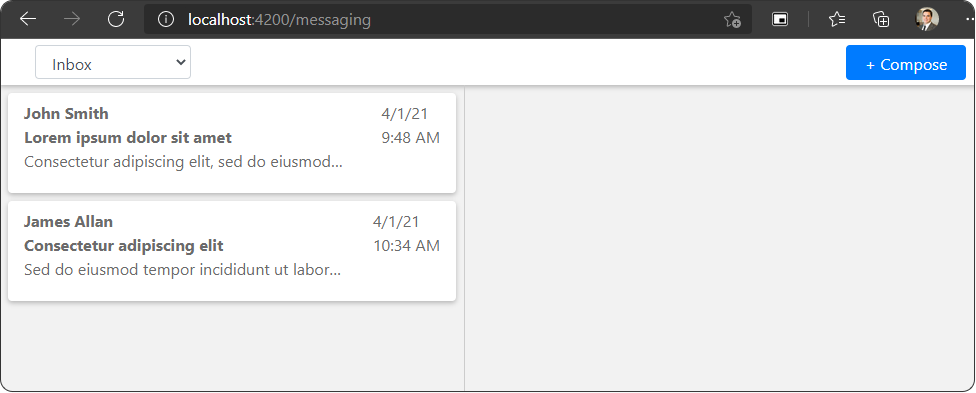 localhost:4200/messaging
Inbox
+ Compose
John Smith 4/1/21
Lorem ipsum dolor sit amet 9:48 AM
Consectetur adipiscing elit, sed do eiusmod...
James Allan 4/1/21
Consectetur adipiscing elit 10:34 AM
Sed do eiusmod tempor incididunt ut labor...